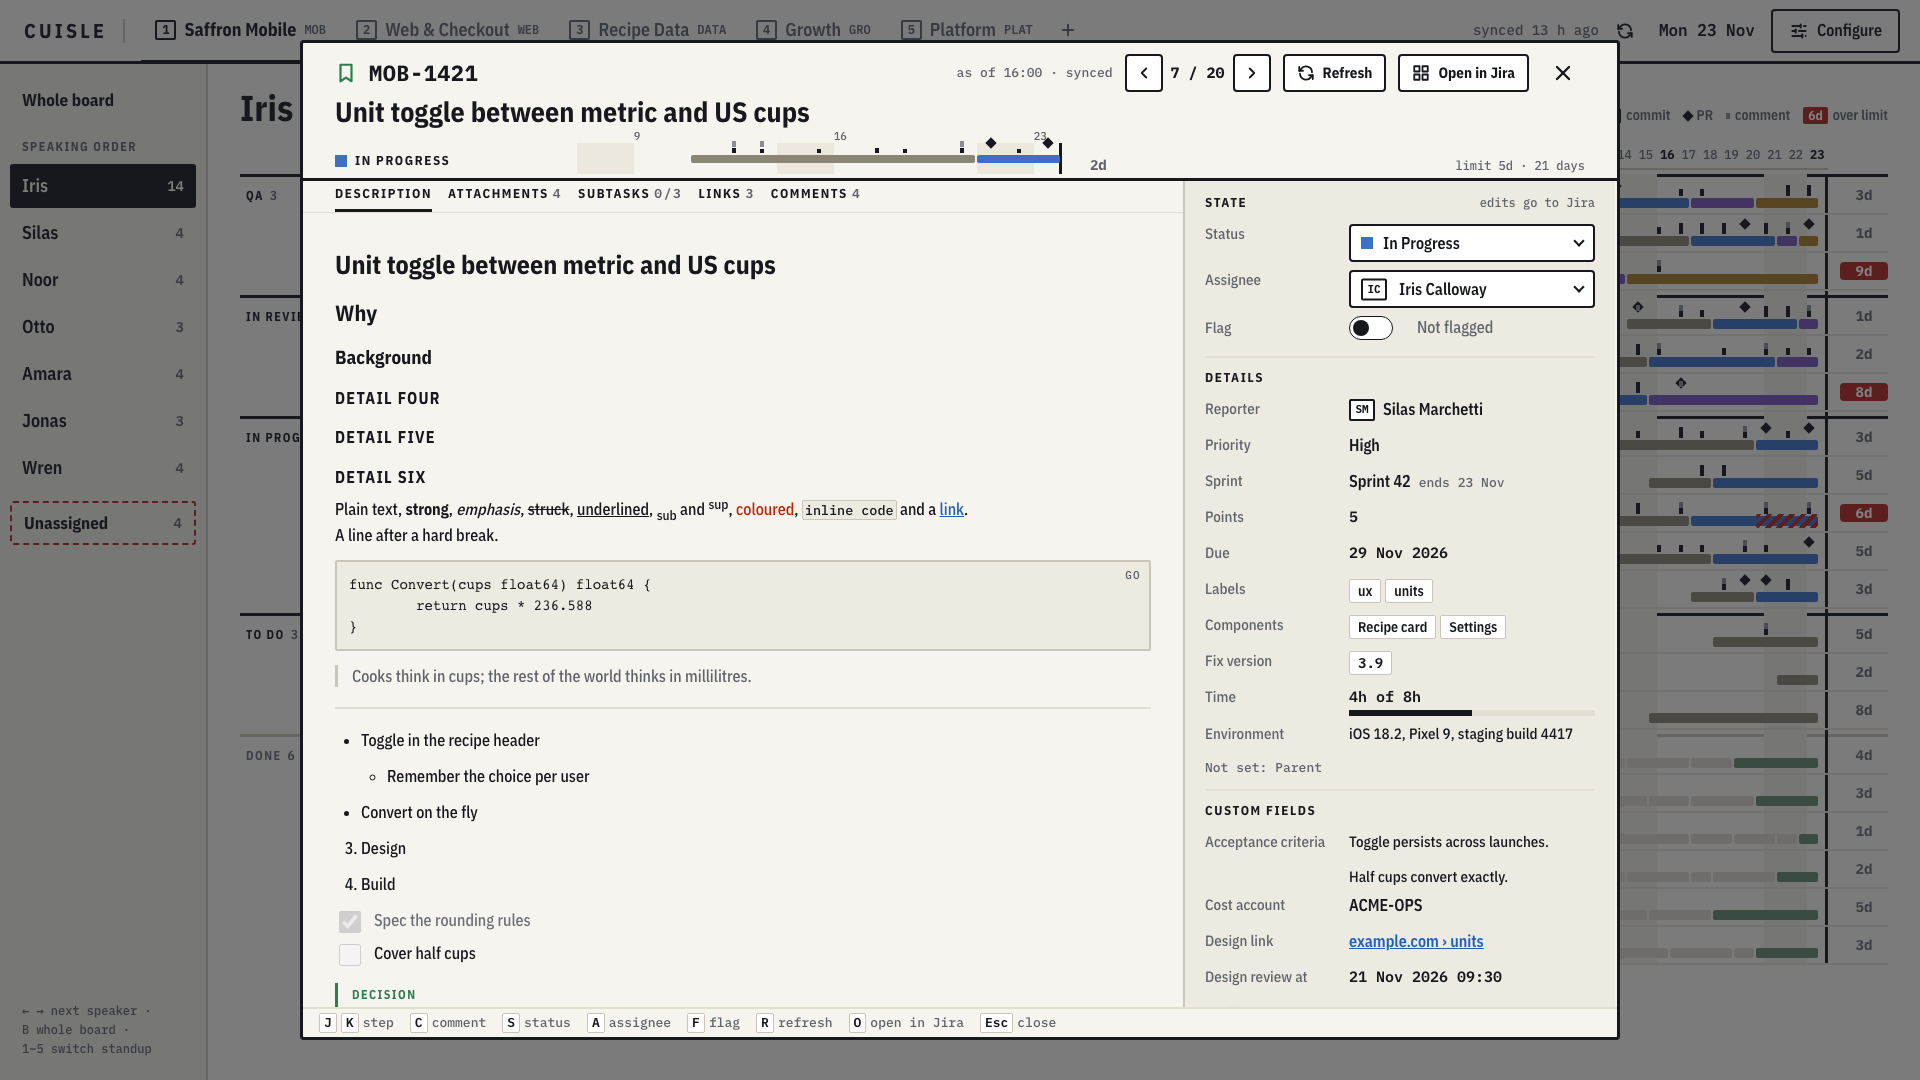 CUISLE
1 Saffron Mobile MOB
2 Web & Checkout WEB
3 Recipe Data DATA
4 Growth GRO
5 Platform PLAT
+
synced 13 h ago
Mon 23 Nov
Configure
Whole board
SPEAKING ORDER
Iris 14
Silas 4
Noor 4
Otto 3
Amara 4
Jonas 3
Wren 4
Unassigned 4
← → next speaker ·
B whole board ·
1–5 switch standup
Iris
QA 3
IN REVIE
IN PROG
TO DO 3
DONE 6
MOB-1421
as of 16:00 · synced
7 / 20
Refresh
Open in Jira
Unit toggle between metric and US cups
9 16 23
IN PROGRESS
2d
limit 5d · 21 days
DESCRIPTION ATTACHMENTS 4 SUBTASKS 0/3 LINKS 3 COMMENTS 4
Unit toggle between metric and US cups
Why
Background
DETAIL FOUR
DETAIL FIVE
DETAIL SIX
Plain text, strong, emphasis, struck, underlined, sub and sup, coloured, inline code and a link.
A line after a hard break.
GO
func Convert(cups float64) float64 {
return cups * 236.588
}
Cooks think in cups; the rest of the world thinks in millilitres.
Toggle in the recipe header
Remember the choice per user
Convert on the fly
3. Design
4. Build
Spec the rounding rules
Cover half cups
DECISION
STATE
edits go to Jira
Status In Progress
Assignee IC Iris Calloway
Flag Not flagged
DETAILS
Reporter SM Silas Marchetti
Priority High
Sprint Sprint 42 ends 23 Nov
Points 5
Due 29 Nov 2026
Labels ux units
Components Recipe card Settings
Fix version 3.9
Time 4h of 8h
Environment iOS 18.2, Pixel 9, staging build 4417
Not set: Parent
CUSTOM FIELDS
Acceptance criteria Toggle persists across launches.
Half cups convert exactly.
Cost account ACME-OPS
Design link example.com › units
Design review at 21 Nov 2026 09:30
J K step C comment S status A assignee F flag R refresh O open in Jira Esc close
commit PR comment 6d over limit
14 15 16 17 18 19 20 21 22 23
3d
1d
9d
1d
2d
8d
3d
5d
6d
5d
3d
5d
2d
8d
4d
3d
1d
2d
5d
3d